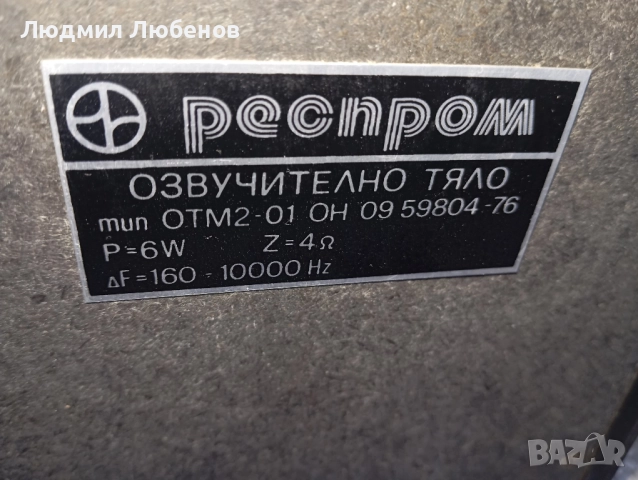 Людмил Любенов
респром
ОЗВУЧИТЕЛНО ТЯЛО
тип ОТМ2-01 ОН 09 59804-76
P=6W Z=4Ω
ΔF=160-10000 Hz
BAZAR